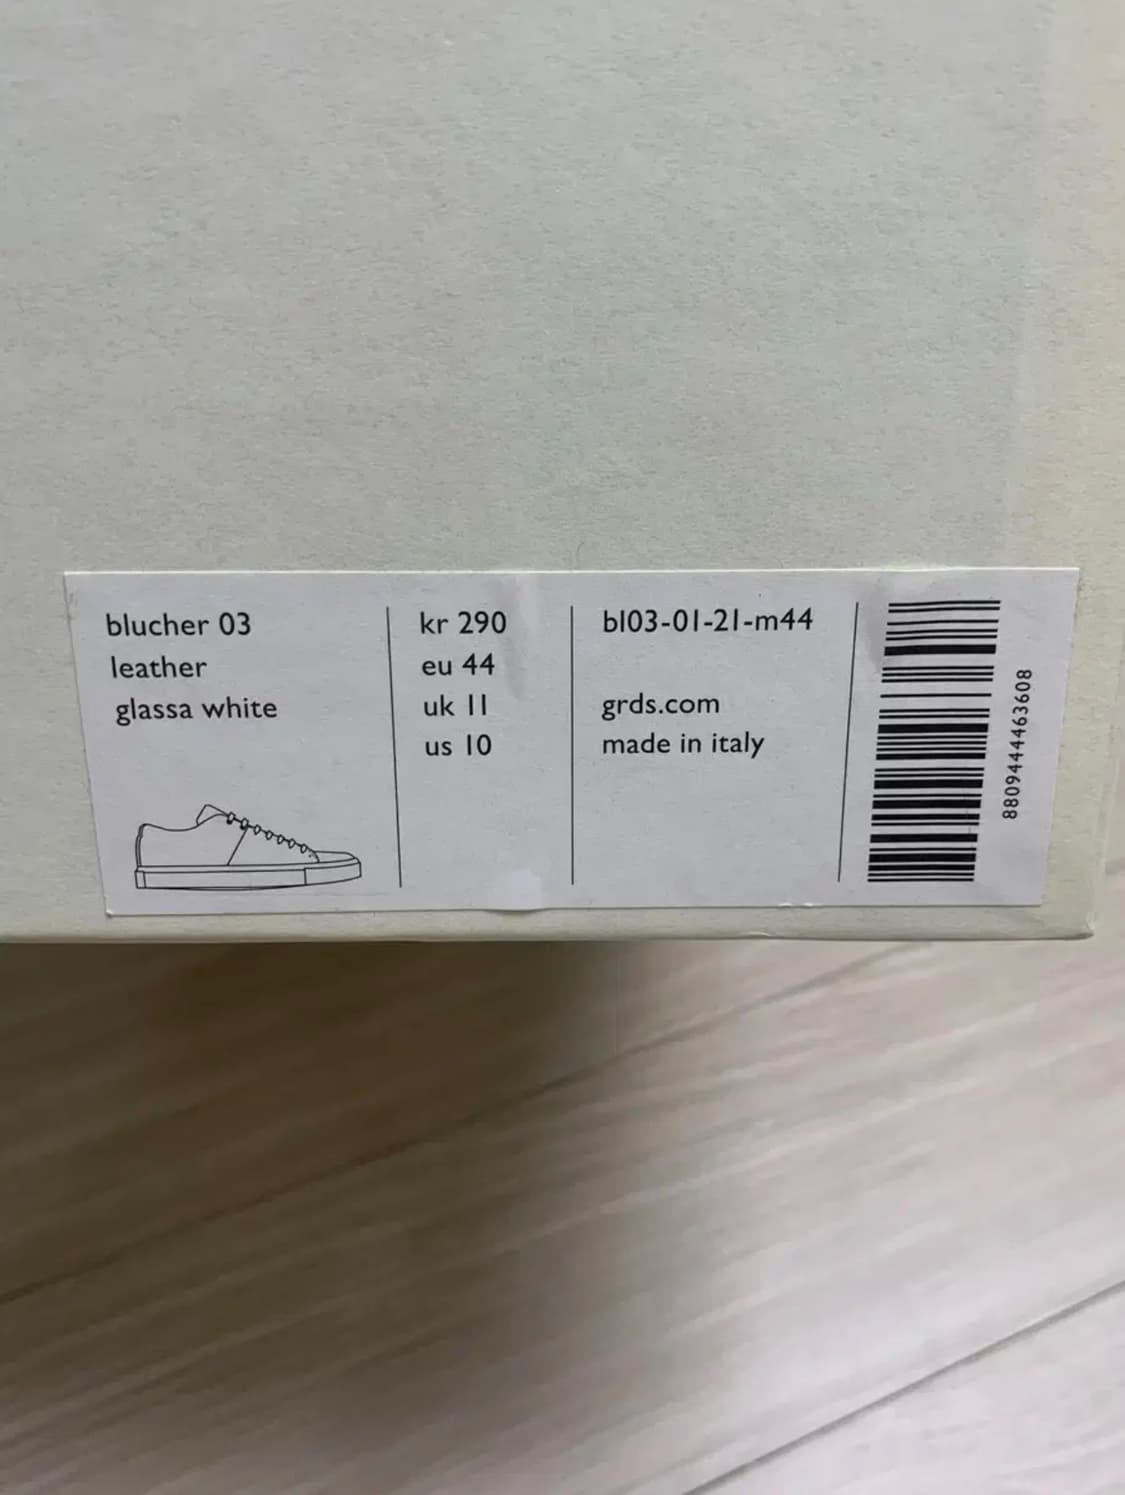 blucher 03
leather
glassa white
kr 290
eu 44
uk 11
us 10
bl03-01-21-m44
grds.com
made in italy
8809444463608